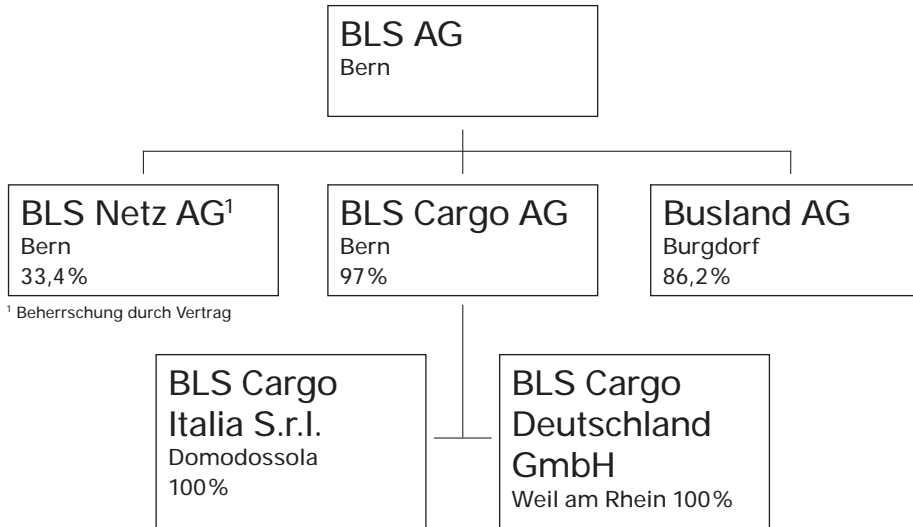 BLS AG
Bern
BLS Netz AG¹
Bern
33,4%
BLS Cargo AG
Bern
97%
Busland AG
Burgdorf
86,2%
¹ Beherrschung durch Vertrag
BLS Cargo
Italia S.r.l.
Domodossola
100%
BLS Cargo
Deutschland
GmbH
Weil am Rhein 100%